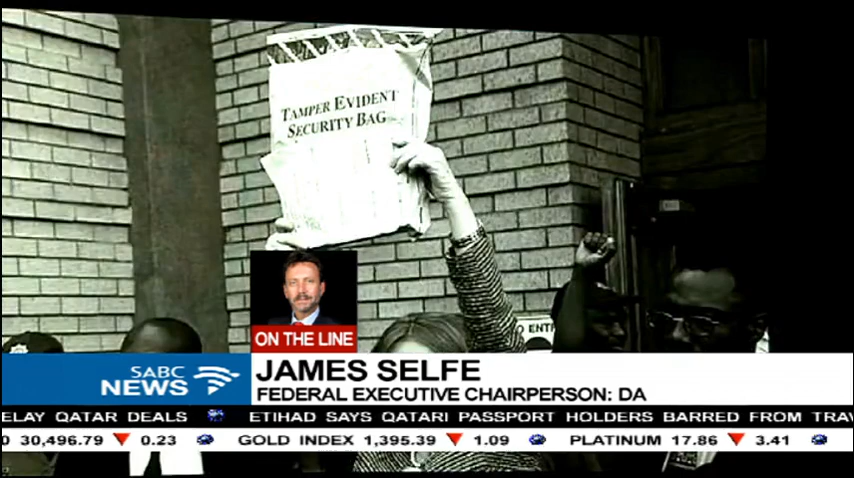 TAMPER EVIDENT
SECURITY BAG
ON THE LINE
SABC
NEWS
JAMES SELFE
FEDERAL EXECUTIVE CHAIRPERSON: DA
ELAY QATAR DEALS ETIHAD SAYS QATARI PASSPORT HOLDERS BARRED FROM TRAV
0 30,496.79 ▼ 0.23 GOLD INDEX 1,395.39 ▼ 1.09 PLATINUM 17.86 ▼ 3.41